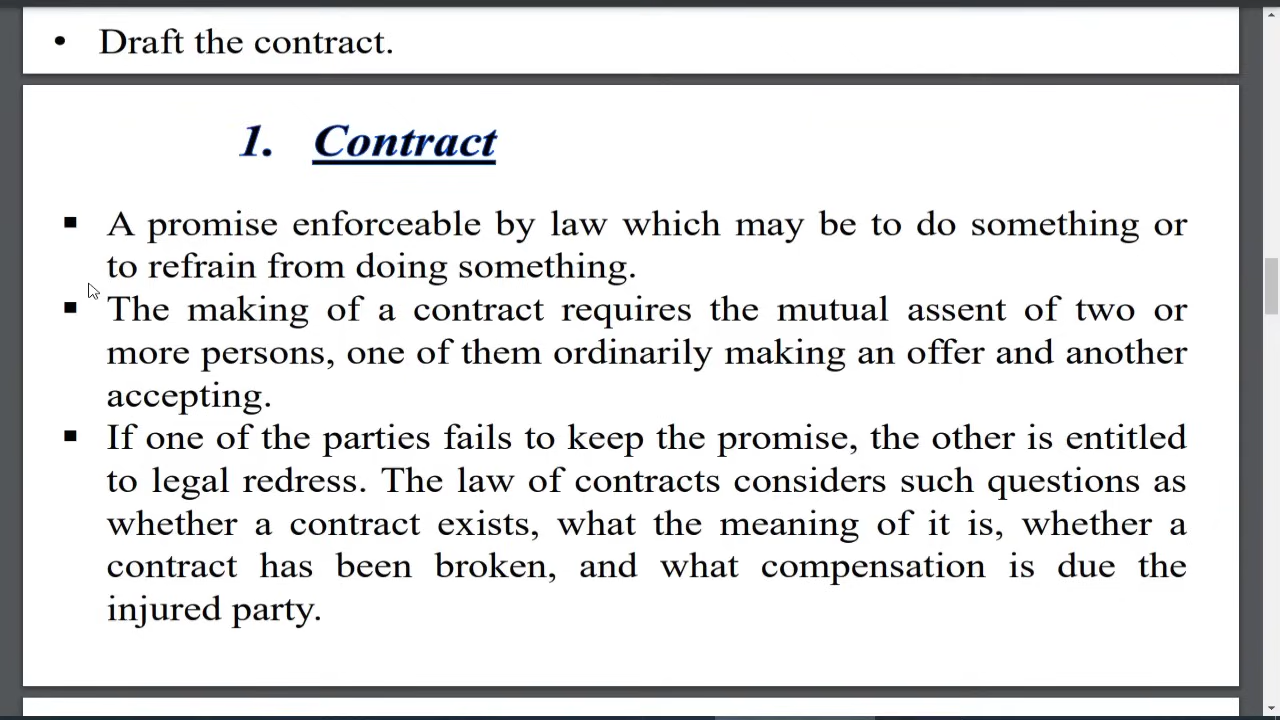 • Draft the contract.
1. Contract
▪ A promise enforceable by law which may be to do something or
to refrain from doing something.
▪ The making of a contract requires the mutual assent of two or
more persons, one of them ordinarily making an offer and another
accepting.
▪ If one of the parties fails to keep the promise, the other is entitled
to legal redress. The law of contracts considers such questions as
whether a contract exists, what the meaning of it is, whether a
contract has been broken, and what compensation is due the
injured party.